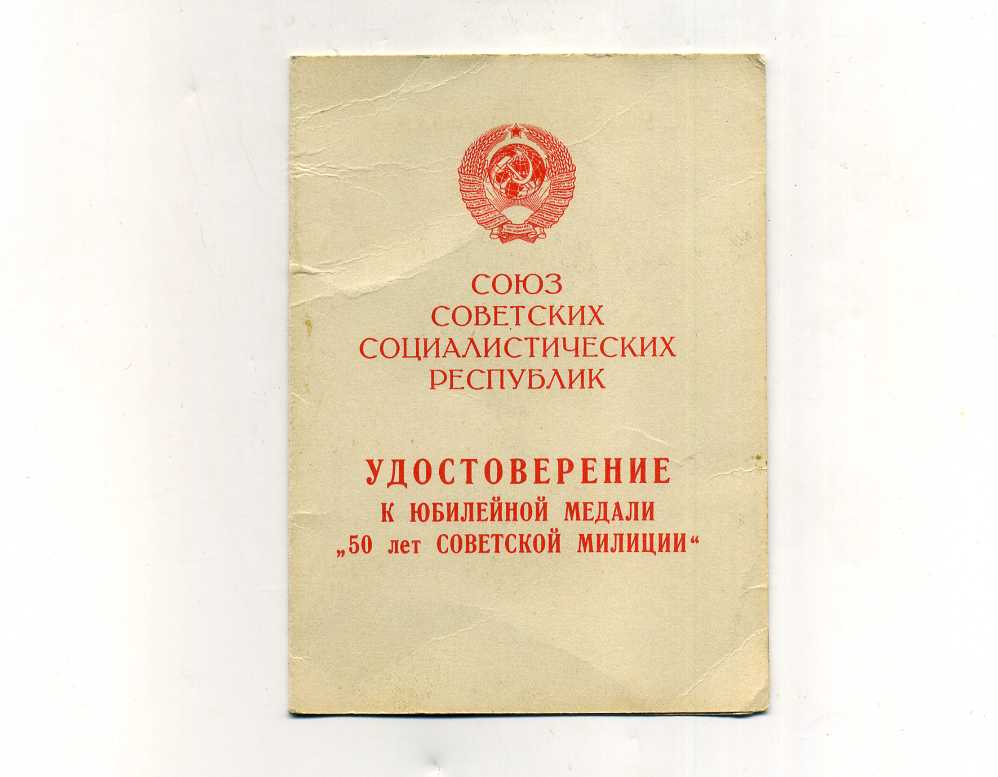 СОЮЗ
СОВЕТСКИХ
СОЦИАЛИСТИЧЕСКИХ
РЕСПУБЛИК
УДОСТОВЕРЕНИЕ
К ЮБИЛЕЙНОЙ МЕДАЛИ
„50 лет СОВЕТСКОЙ МИЛИЦИИ“